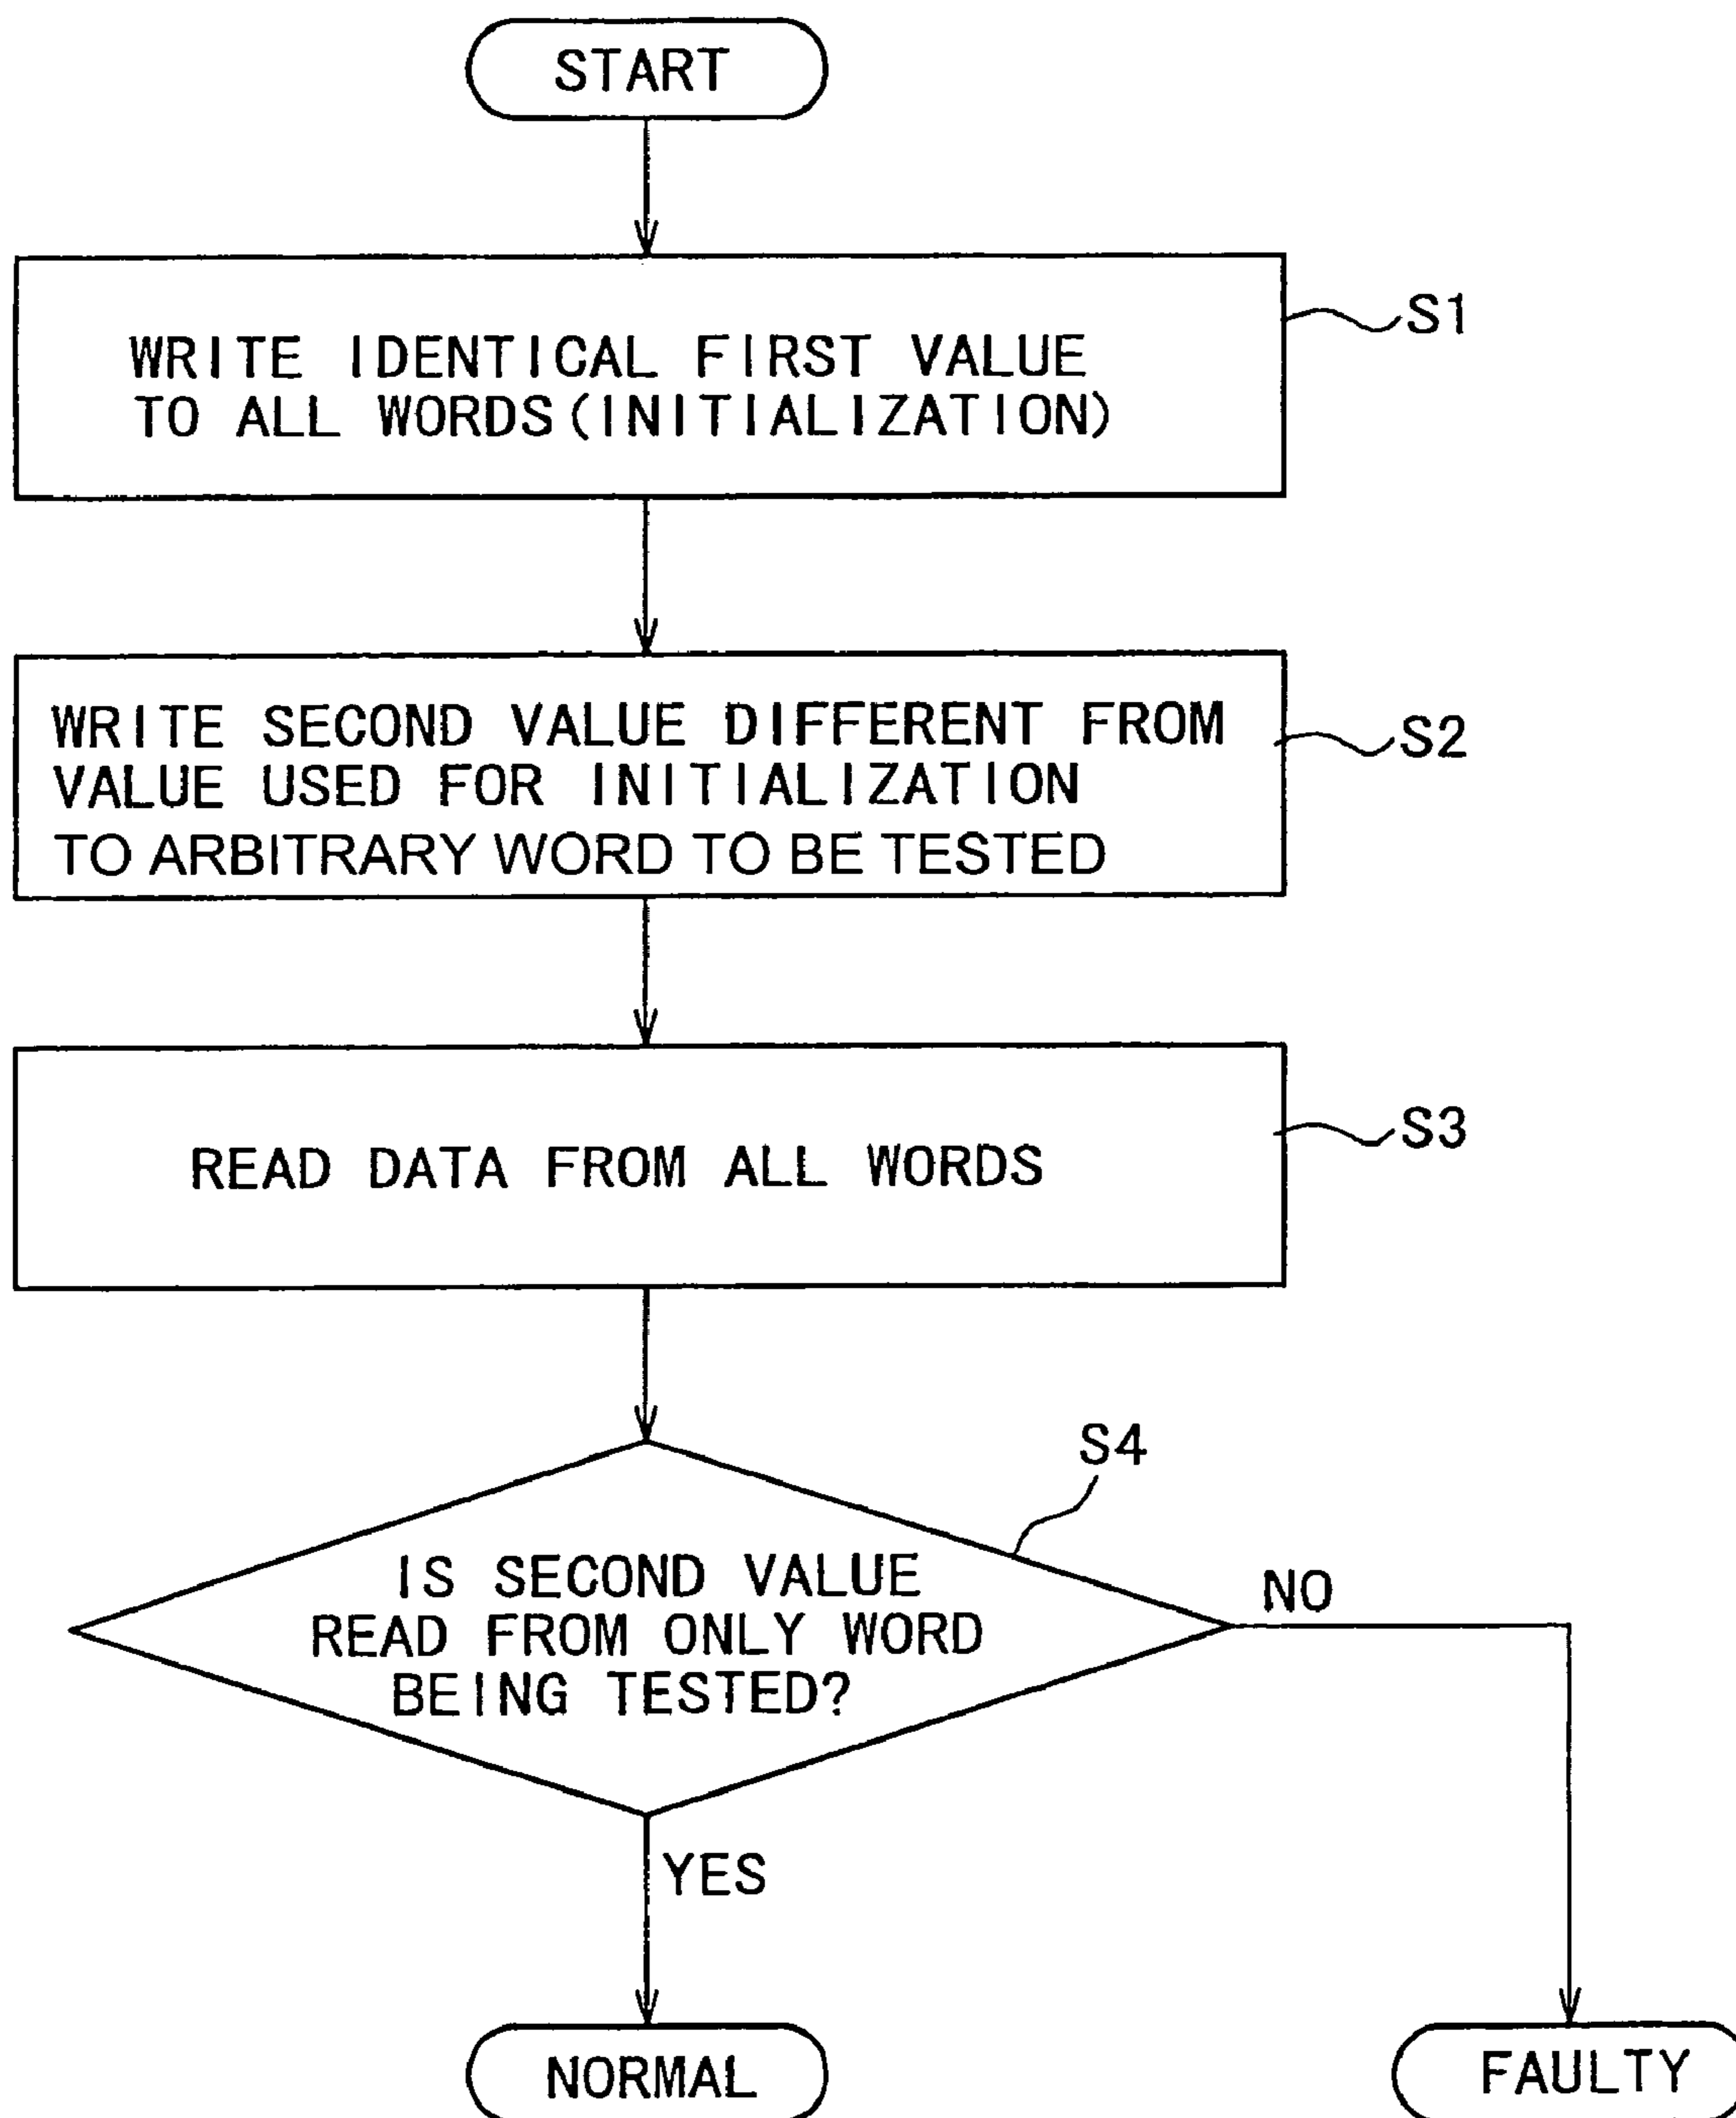 START
S1
WRITE IDENTICAL FIRST VALUE
TO ALL WORDS(INITIALIZATION)
S2
WRITE SECOND VALUE DIFFERENT FROM
VALUE USED FOR INITIALIZATION
TO ARBITRARY WORD TO BE TESTED
S3
READ DATA FROM ALL WORDS
S4
IS SECOND VALUE
READ FROM ONLY WORD
BEING TESTED?
NO
YES
NORMAL
FAULTY